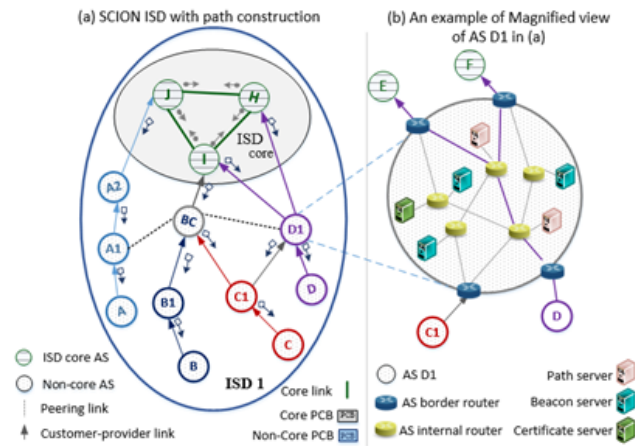 (a) SCION ISD with path construction
(b) An example of Magnified view
of AS D1 in (a)
J
H
I
ISD
core
A2
A1
A
BC
D1
B1
B
C1
C
D
ISD 1
F
E
C1
D
ISD core AS
Non-core AS
Peering link
Customer-provider link
Core link
Core PCB
PCB
Non-Core PCB
AS D1
AS border router
AS internal router
Path server
Beacon server
Certificate server